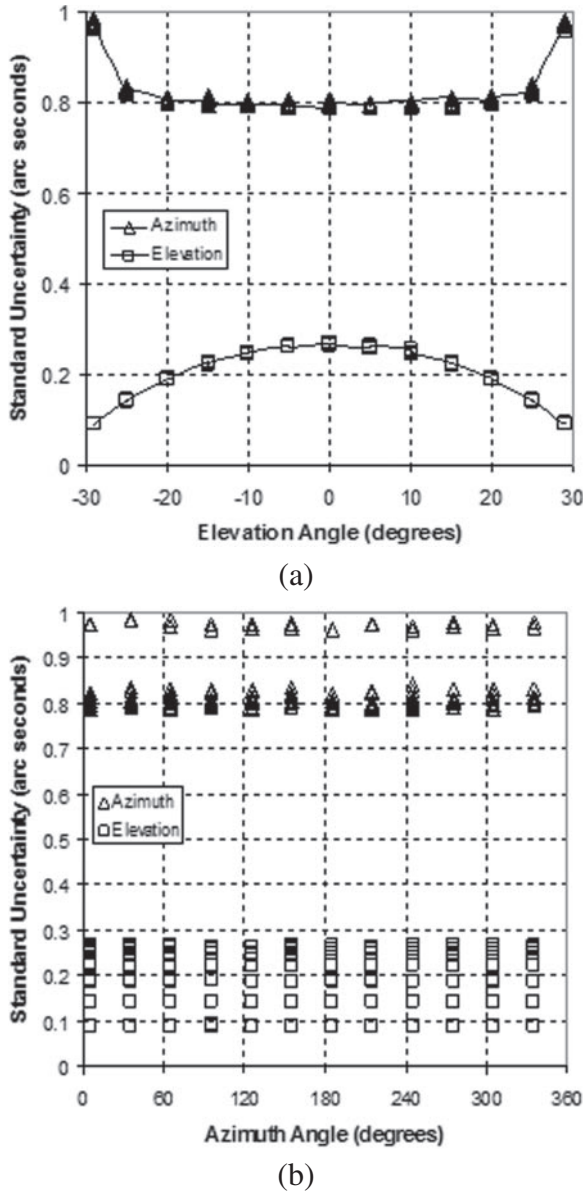 Standard Uncertainty (arc seconds)
1
0.8
0.6
0.4
0.2
0
Azimuth
Elevation
-30 -20 -10 0 10 20 30
Elevation Angle (degrees)
(a)
Standard Uncertainty (arc seconds)
1
0.9
0.8
0.7
0.6
0.5
0.4
0.3
0.2
0.1
0
Azimuth
Elevation
0 60 120 180 240 300 360
Azimuth Angle (degrees)
(b)